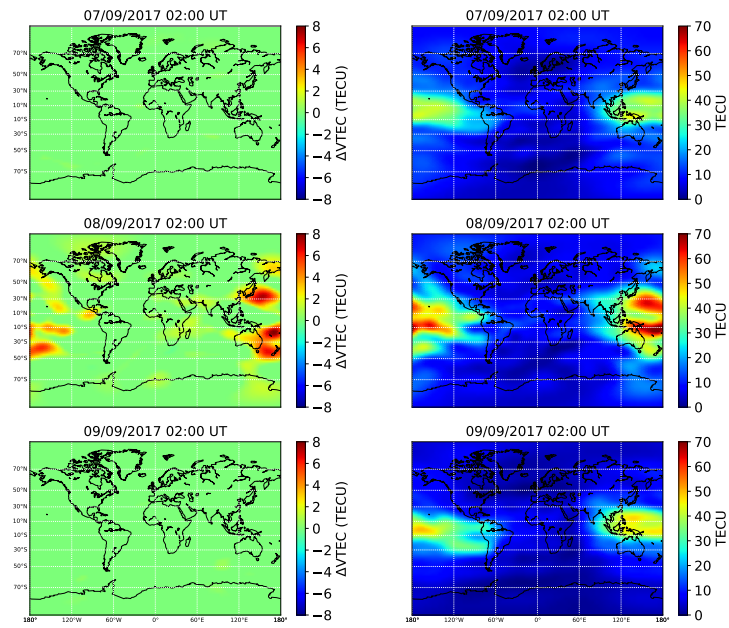 07/09/2017 02:00 UT
70°N
50°N
30°N
10°N
10°S
30°S
50°S
70°S
8
6
4
2
0
−2
−4
−6
−8
ΔVTEC (TECU)
07/09/2017 02:00 UT
70
60
50
40
30
20
10
0
TECU
08/09/2017 02:00 UT
70°N
50°N
30°N
10°N
10°S
30°S
50°S
70°S
8
6
4
2
0
−2
−4
−6
−8
ΔVTEC (TECU)
08/09/2017 02:00 UT
70
60
50
40
30
20
10
0
TECU
09/09/2017 02:00 UT
70°N
50°N
30°N
10°N
10°S
30°S
50°S
70°S
180° 120°W 60°W 0° 60°E 120°E 180°
8
6
4
2
0
−2
−4
−6
−8
ΔVTEC (TECU)
09/09/2017 02:00 UT
180° 120°W 60°W 0° 60°E 120°E 180°
70
60
50
40
30
20
10
0
TECU